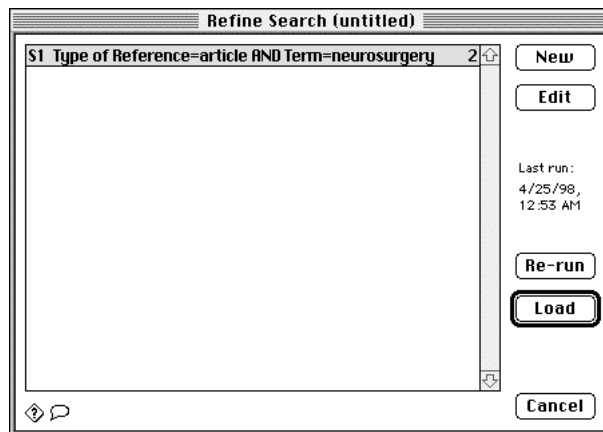 Refine Search (untitled)
S1 Type of Reference=article AND Term=neurosurgery 2
New
Edit
Last run:
4/25/98,
12:53 AM
Re-run
Load
?
Cancel